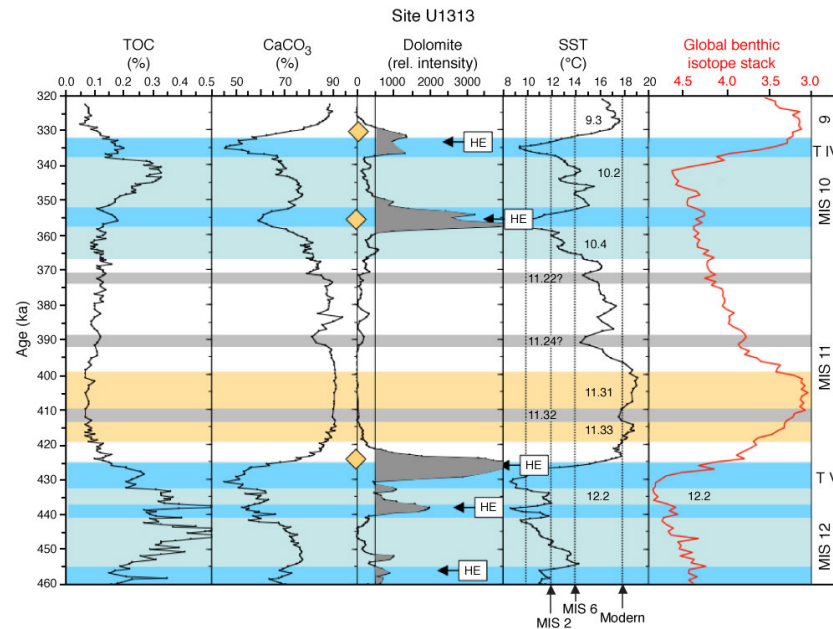 Site U1313
TOC
(%)
CaCO₃
(%)
Dolomite
(rel. intensity)
SST
(°C)
Global benthic
isotope stack
0.0 0.1 0.2 0.3 0.4 0.5
50 70 90
0 1000 2000 3000
8 10 12 14 16 18 20
4.5 4.0 3.5 3.0
Age (ka)
320
330
340
350
360
370
380
390
400
410
420
430
440
450
460
HE
HE
HE
HE
HE
9.3
10.2
10.4
11.22?
11.24?
11.31
11.32
11.33
12.2
12.2
9
T IV
MIS 10
MIS 11
T V
MIS 12
MIS 2
MIS 6
Modern